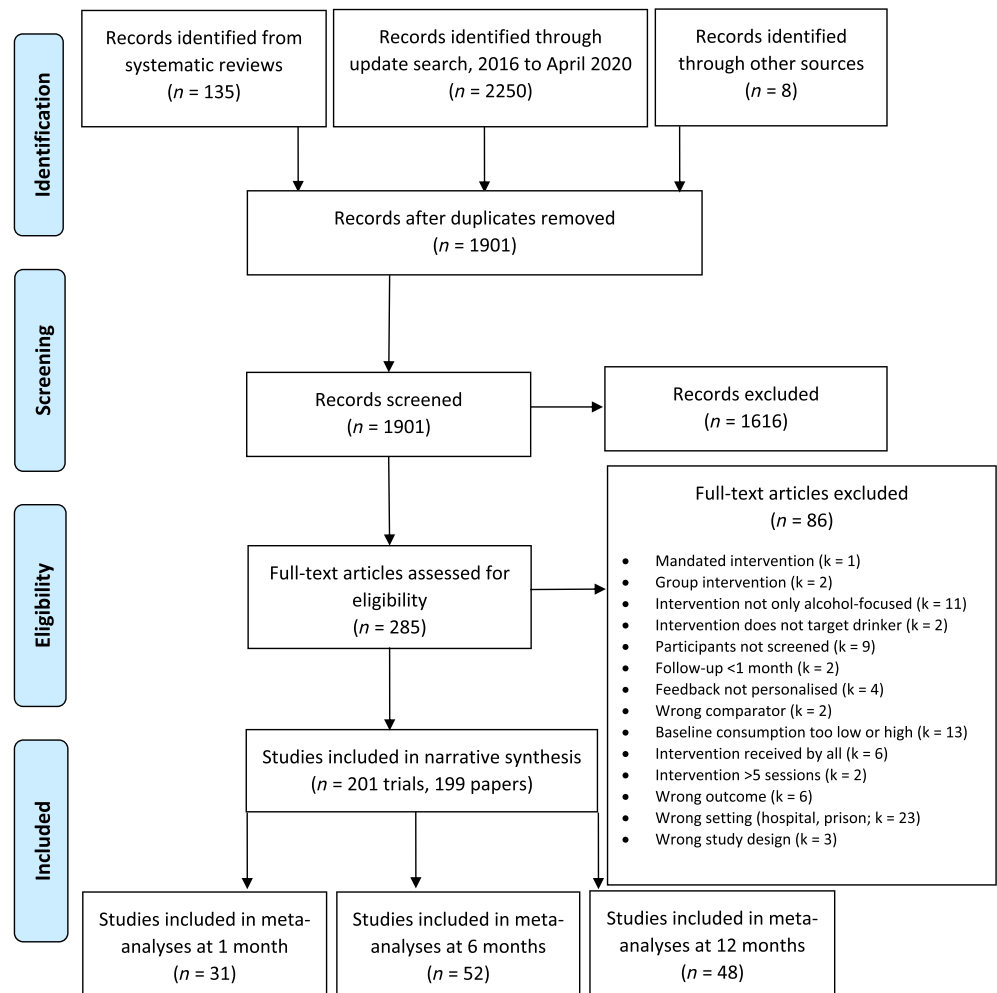 Identification
Records identified from
systematic reviews
(n = 135)
Records identified through
update search, 2016 to April 2020
(n = 2250)
Records identified
through other sources
(n = 8)
Records after duplicates removed
(n = 1901)
Screening
Records screened
(n = 1901)
Records excluded
(n = 1616)
Eligibility
Full-text articles assessed for
eligibility
(n = 285)
Full-text articles excluded
(n = 86)
• Mandated intervention (k = 1)
• Group intervention (k = 2)
• Intervention not only alcohol-focused (k = 11)
• Intervention does not target drinker (k = 2)
• Participants not screened (k = 9)
• Follow-up <1 month (k = 2)
• Feedback not personalised (k = 4)
• Wrong comparator (k = 2)
• Baseline consumption too low or high (k = 13)
• Intervention received by all (k = 6)
• Intervention >5 sessions (k = 2)
• Wrong outcome (k = 6)
• Wrong setting (hospital, prison; k = 23)
• Wrong study design (k = 3)
Included
Studies included in narrative synthesis
(n = 201 trials, 199 papers)
Studies included in meta-
analyses at 1 month
(n = 31)
Studies included in meta-
analyses at 6 months
(n = 52)
Studies included in meta-
analyses at 12 months
(n = 48)